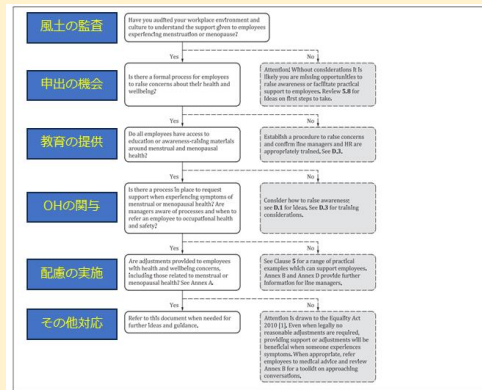 風土の監査
Have you audited your workplace environment and
culture to understand the support given to employees
experiencing menstruation or menopause?
Yes
No
申出の機会
Is there a formal process for employees
to raise concerns about their health and
wellbeing?
Attention! Without considerations it is
likely you are missing opportunities to
raise awareness or facilitate practical
support to employees. Review 5.8 for
ideas on first steps to take.
Yes
No
教育の提供
Do all employees have access to
education or awareness-raising materials
around menstrual and menopausal
health?
Establish a procedure to raise concerns
and confirm line managers and HR are
appropriately trained. See D.3.
Yes
No
OHの関与
Is there a process in place to request
support when experiencing symptoms of
menstrual or menopausal health? Are
managers aware of processes and when to
refer an employee to occupational health
and safety?
Consider how to raise awareness:
see D.1 for ideas. See D.3 for training
considerations.
Yes
No
配慮の実施
Are adjustments provided to employees
with health and wellbeing concerns,
including those related to menstrual or
menopausal health? See Annex A.
See Clause 5 for a range of practical
examples which can support employees.
Annex B and Annex D provide further
information for line managers.
Yes
No
その他対応
Refer to this document when needed for
further ideas and guidance.
Attention is drawn to the Equality Act
2010 [1]. Even when legally no
reasonable adjustments are required,
providing support or adjustments will be
beneficial when someone experiences
symptoms. When appropriate, refer
employees to medical advice and review
Annex B for a toolkit on approaching
conversations.